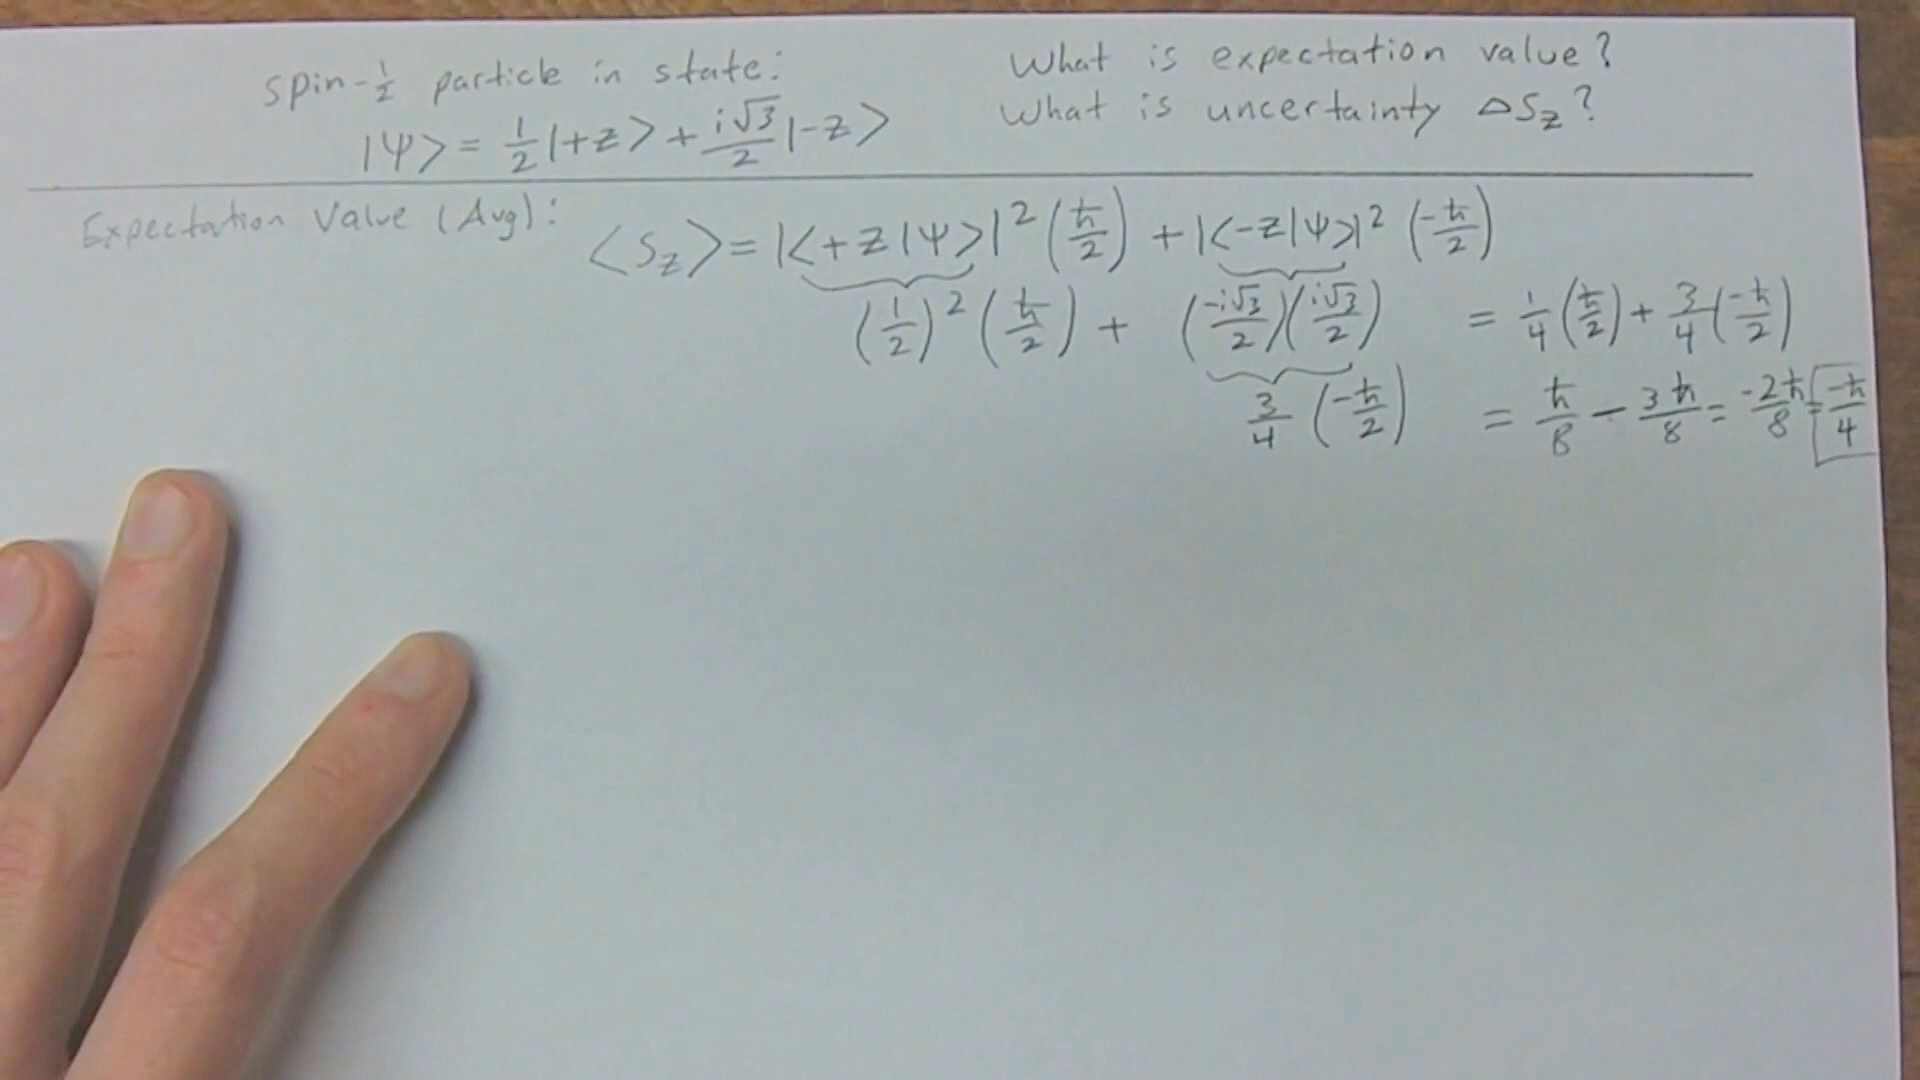 spin-½ particle in state:
|Ψ> = 1/2 |+z> + i√3/2 |-z>
What is expectation value?
What is uncertainty ΔSz?
Expectation Value (Avg):
<Sz> = |<+z|Ψ>|² (ħ/2) + |<-z|Ψ>|² (-ħ/2)
(1/2)² (ħ/2) + (-i√3/2)(i√3/2) = 1/4 (ħ/2) + 3/4 (-ħ/2)
3/4 (-ħ/2) = ħ/8 - 3ħ/8 = -2ħ/8 = -ħ/4